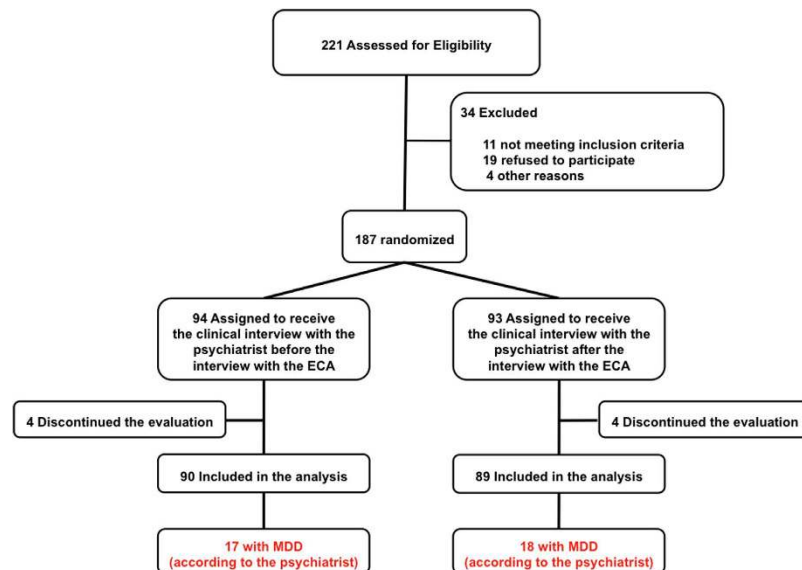 221 Assessed for Eligibility
34 Excluded
11 not meeting inclusion criteria
19 refused to participate
4 other reasons
187 randomized
94 Assigned to receive
the clinical interview with the
psychiatrist before the
interview with the ECA
93 Assigned to receive
the clinical interview with the
psychiatrist after the
interview with the ECA
4 Discontinued the evaluation
4 Discontinued the evaluation
90 Included in the analysis
89 Included in the analysis
17 with MDD
(according to the psychiatrist)
18 with MDD
(according to the psychiatrist)